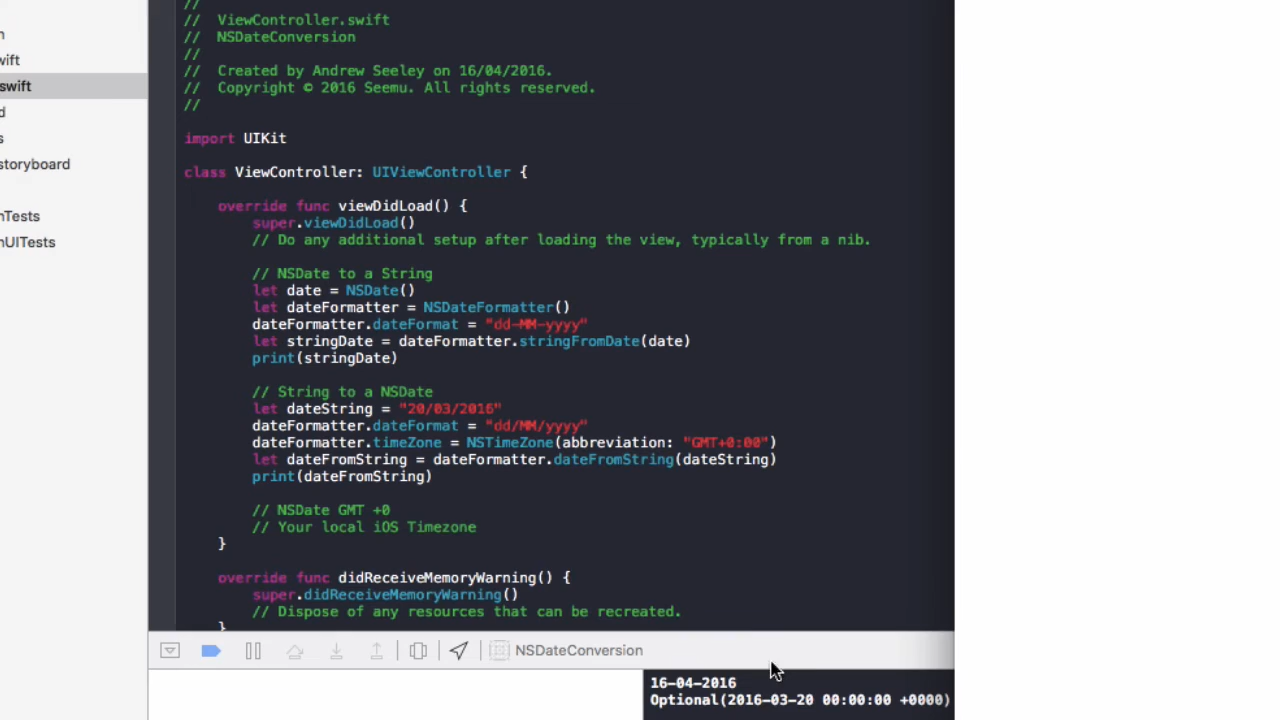 //
// ViewController.swift
// NSDateConversion
//
// Created by Andrew Seeley on 16/04/2016.
// Copyright © 2016 Seemu. All rights reserved.
//
import UIKit
class ViewController: UIViewController {
override func viewDidLoad() {
super.viewDidLoad()
// Do any additional setup after loading the view, typically from a nib.
// NSDate to a String
let date = NSDate()
let dateFormatter = NSDateFormatter()
dateFormatter.dateFormat = "dd-MM-yyyy"
let stringDate = dateFormatter.stringFromDate(date)
print(stringDate)
// String to a NSDate
let dateString = "20/03/2016"
dateFormatter.dateFormat = "dd/MM/yyyy"
dateFormatter.timeZone = NSTimeZone(abbreviation: "GMT+0:00")
let dateFromString = dateFormatter.dateFromString(dateString)
print(dateFromString)
// NSDate GMT +0
// Your local iOS Timezone
}
override func didReceiveMemoryWarning() {
super.didReceiveMemoryWarning()
// Dispose of any resources that can be recreated.
}
n
wift
swift
d
s
storyboard
nTests
nUITests
NSDateConversion
16-04-2016
Optional(2016-03-20 00:00:00 +0000)